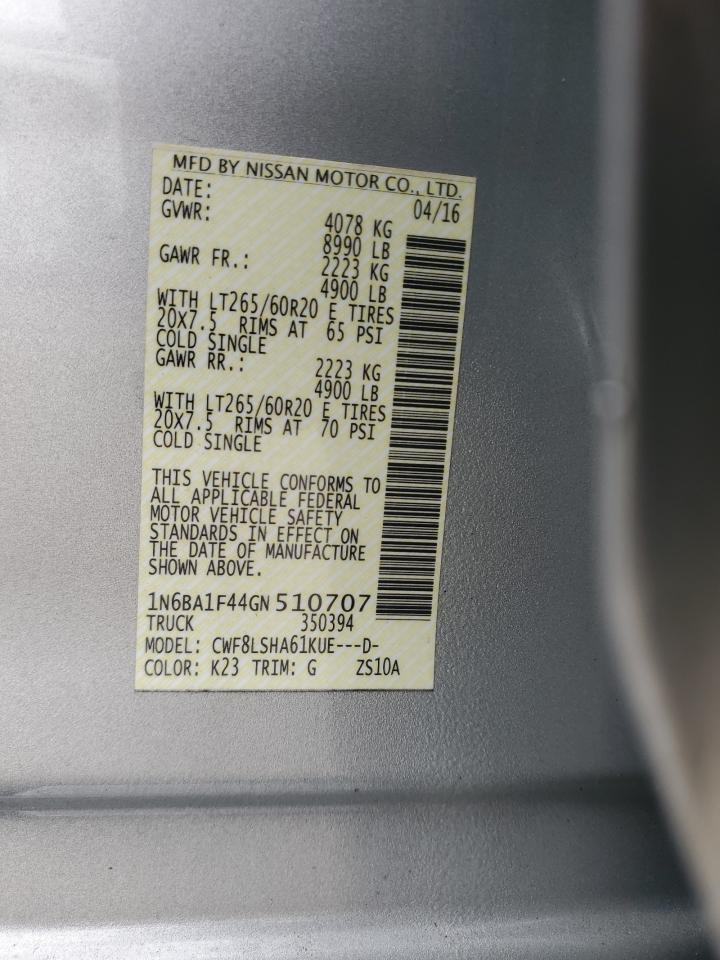 MFD BY NISSAN MOTOR CO., LTD.
DATE: 04/16
GVWR: 4078 KG
8990 LB
GAWR FR.: 2223 KG
4900 LB
WITH LT265/60R20 E TIRES
20X7.5 RIMS AT 65 PSI
COLD SINGLE
GAWR RR.: 2223 KG
4900 LB
WITH LT265/60R20 E TIRES
20X7.5 RIMS AT 70 PSI
COLD SINGLE
THIS VEHICLE CONFORMS TO
ALL APPLICABLE FEDERAL
MOTOR VEHICLE SAFETY
STANDARDS IN EFFECT ON
THE DATE OF MANUFACTURE
SHOWN ABOVE.
1N6BA1F44GN510707
TRUCK 350394
MODEL: CWF8LSHA61KUE---D-
COLOR: K23 TRIM: G ZS10A